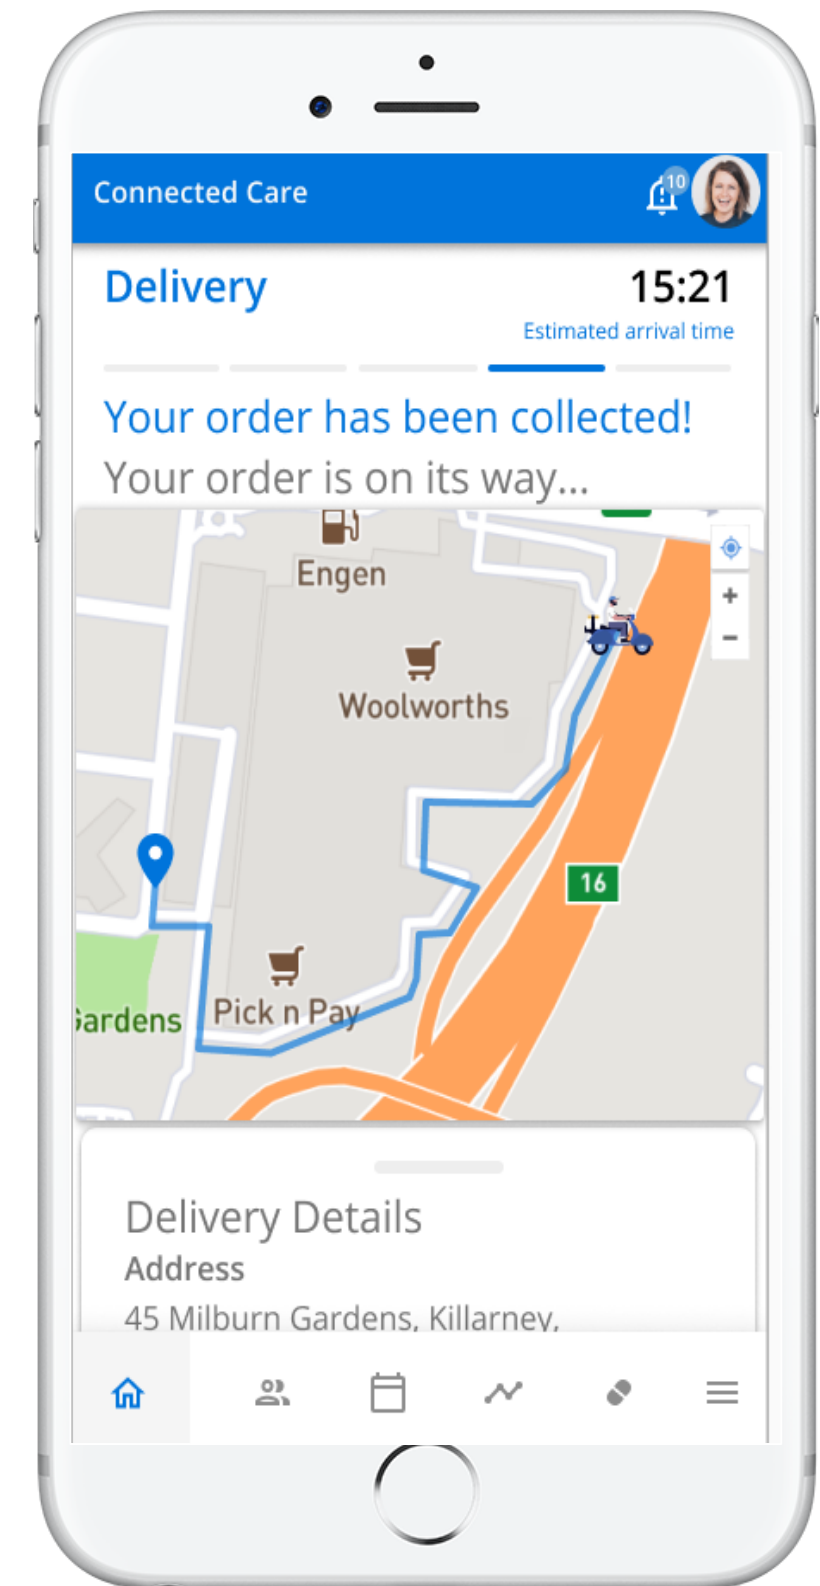 Connected Care
10
Delivery
15:21
Estimated arrival time
Your order has been collected!
Your order is on its way...
Engen
Woolworths
16
Pick n Pay
Gardens
Delivery Details
Address
45 Milburn Gardens, Killarney,